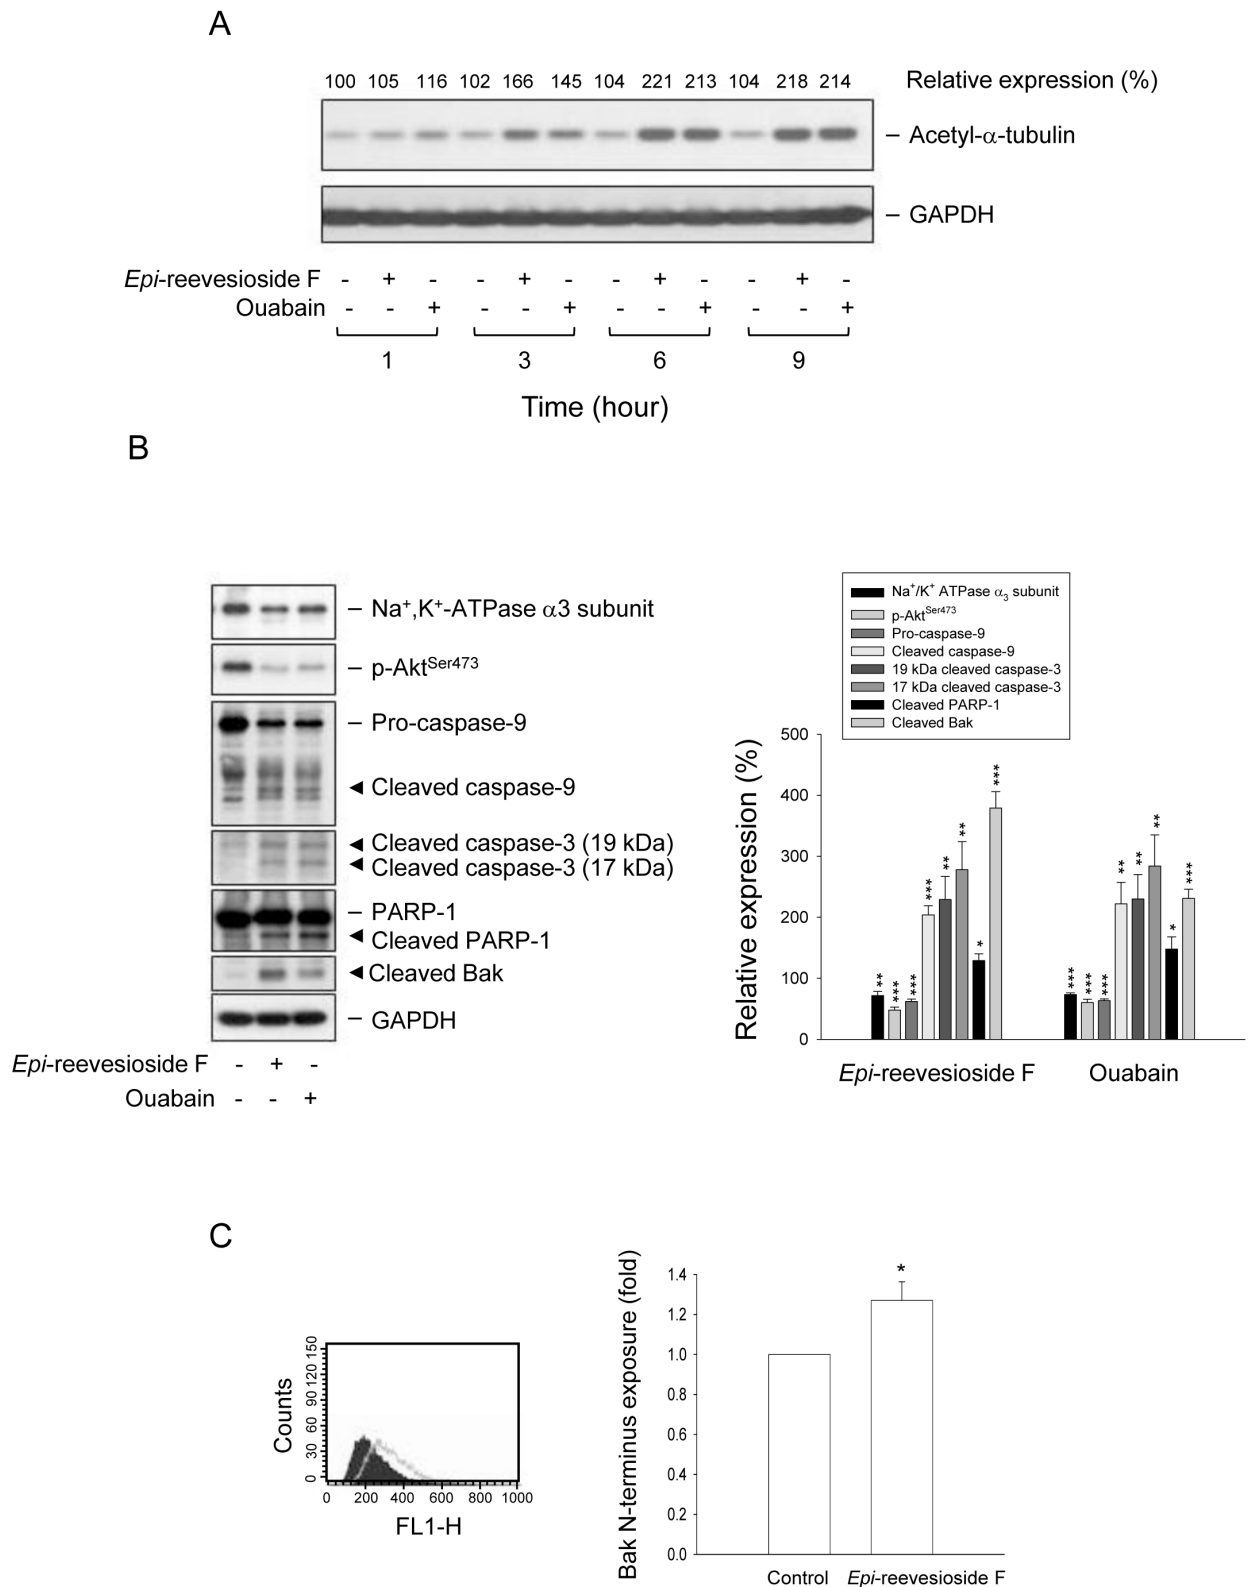 A
100 105 116 102 166 145 104 221 213 104 218 214 Relative expression (%)
– Acetyl-α-tubulin
– GAPDH
Epi-reevesioside F - + - - + - - + - - + -
Ouabain - - + - - + - - + - - +
1 3 6 9
Time (hour)
B
– Na⁺,K⁺-ATPase α3 subunit
– p-Akt^Ser473
– Pro-caspase-9
◄ Cleaved caspase-9
◄ Cleaved caspase-3 (19 kDa)
◄ Cleaved caspase-3 (17 kDa)
– PARP-1
◄ Cleaved PARP-1
◄ Cleaved Bak
– GAPDH
Epi-reevesioside F - + -
Ouabain - - +
Na⁺/K⁺ ATPase α₃ subunit
p-Akt^Ser473
Pro-caspase-9
Cleaved caspase-9
19 kDa cleaved caspase-3
17 kDa cleaved caspase-3
Cleaved PARP-1
Cleaved Bak
Relative expression (%)
500
400
300
200
100
0
** *** *** *** ** ** * ***
*** *** *** ** ** ** * ***
Epi-reevesioside F Ouabain
C
Counts
150
120
90
60
30
0
0 200 400 600 800 1000
FL1-H
Bak N-terminus exposure (fold)
1.4
1.2
1.0
0.8
0.6
0.4
0.2
0.0
*
Control Epi-reevesioside F